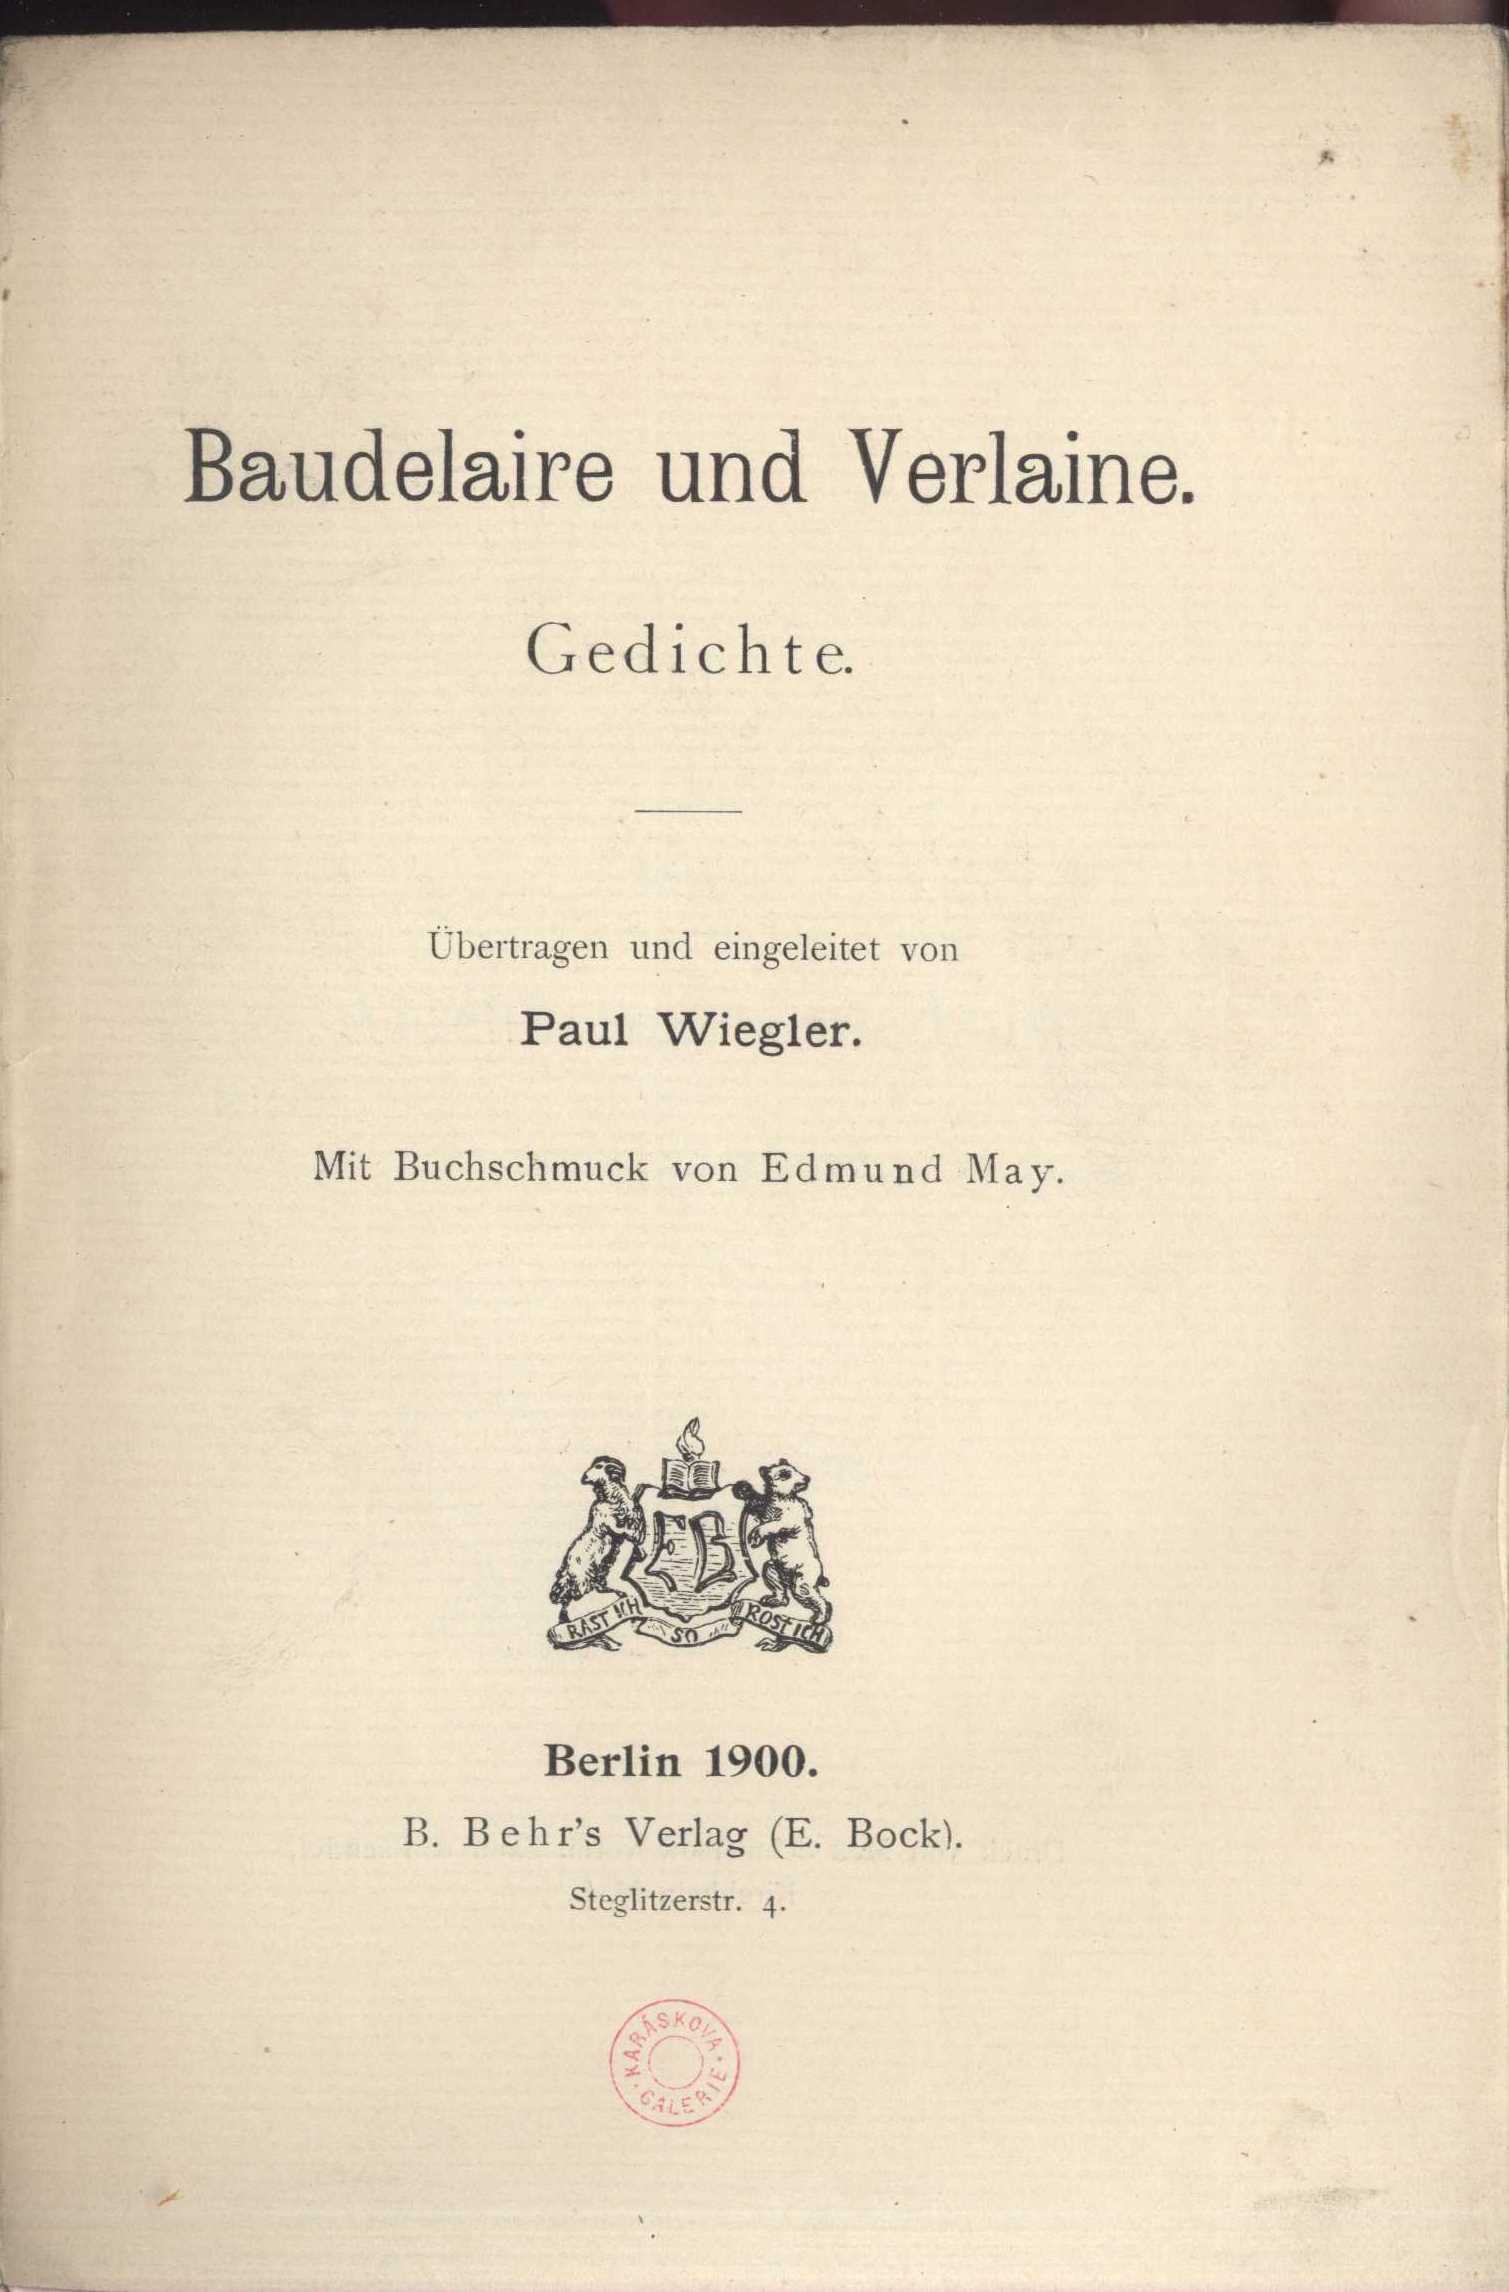 Baudelaire und Verlaine.
Gedichte.
Übertragen und eingeleitet von
Paul Wiegler.
Mit Buchschmuck von Edmund May.
EB
RAST ICH
SO
ROST ICH
Berlin 1900.
B. Behr's Verlag (E. Bock).
Steglitzerstr. 4.
KARÁSKOVA
GALERIE